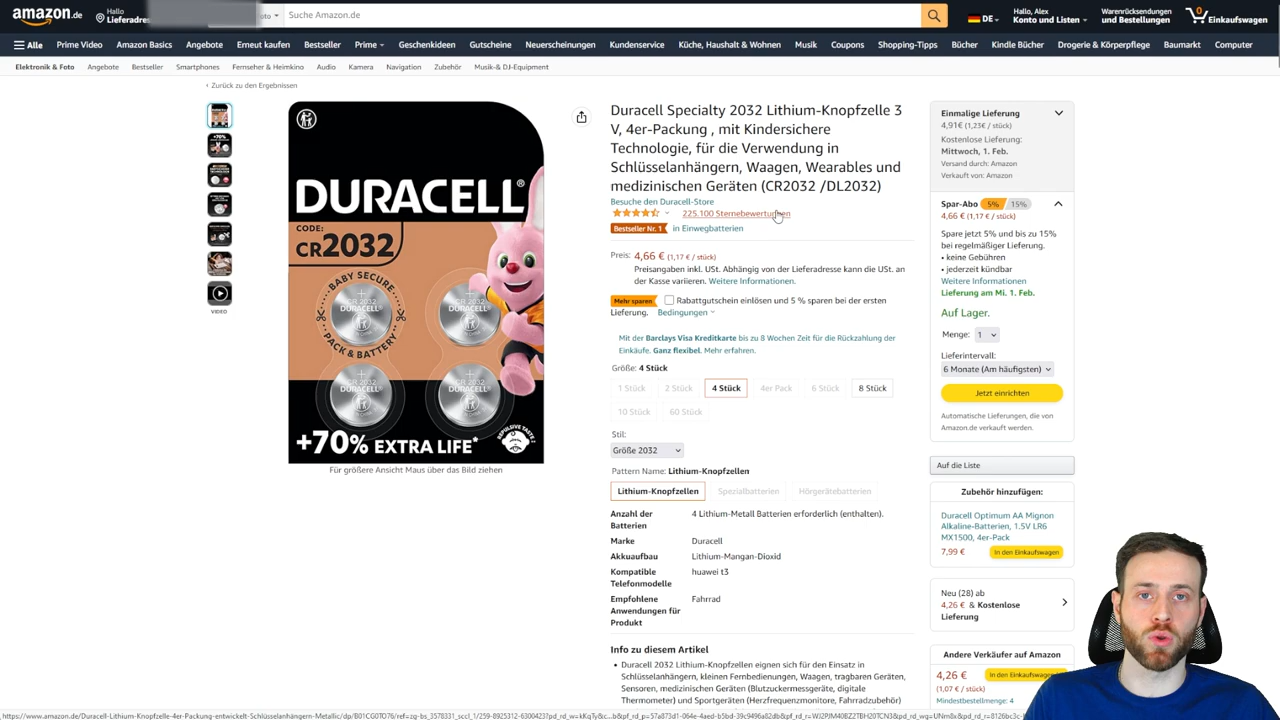 amazon.de
Hallo
Lieferadres
Foto
Suche Amazon.de
DE
Hallo, Alex
Konto und Listen
Warenrücksendungen
und Bestellungen
0
Einkaufswagen
Alle
Prime Video
Amazon Basics
Angebote
Erneut kaufen
Bestseller
Prime
Geschenkideen
Gutscheine
Neuerscheinungen
Kundenservice
Küche, Haushalt & Wohnen
Musik
Coupons
Shopping-Tipps
Bücher
Kindle Bücher
Drogerie & Körperpflege
Baumarkt
Computer
Elektronik & Foto
Angebote
Bestseller
Smartphones
Fernseher & Heimkino
Audio
Kamera
Navigation
Zubehör
Musik-& DJ-Equipment
‹ Zurück zu den Ergebnissen
VIDEO
DURACELL®
CODE:
CR2032
BABY SECURE
PACK & BATTERY
CR 2032
DURACELL
CR 2032
DURACELL
CR 2032
DURACELL
CR 2032
DURACELL
+70% EXTRA LIFE*
REPULSIVE TASTE
Für größere Ansicht Maus über das Bild ziehen
Duracell Specialty 2032 Lithium-Knopfzelle 3
V, 4er-Packung , mit Kindersichere
Technologie, für die Verwendung in
Schlüsselanhängern, Waagen, Wearables und
medizinischen Geräten (CR2032 /DL2032)
Besuche den Duracell-Store
225.100 Sternebewertungen
Bestseller Nr. 1
in Einwegbatterien
Preis: 4,66 € (1,17 € / stück)
Preisangaben inkl. USt. Abhängig von der Lieferadresse kann die USt. an
der Kasse variieren. Weitere Informationen.
Mehr sparen
Rabattgutschein einlösen und 5 % sparen bei der ersten
Lieferung. Bedingungen
Mit der Barclays Visa Kreditkarte bis zu 8 Wochen Zeit für die Rückzahlung der
Einkäufe. Ganz flexibel. Mehr erfahren.
Größe: 4 Stück
1 Stück
2 Stück
4 Stück
4er Pack
6 Stück
8 Stück
10 Stück
60 Stück
Stil:
Größe 2032
Pattern Name: Lithium-Knopfzellen
Lithium-Knopfzellen
Spezialbatterien
Hörgerätebatterien
Anzahl der
Batterien
4 Lithium-Metall Batterien erforderlich (enthalten).
Marke
Duracell
Akkuaufbau
Lithium-Mangan-Dioxid
Kompatible
Telefonmodelle
huawei t3
Empfohlene
Anwendungen für
Produkt
Fahrrad
Info zu diesem Artikel
• Duracell 2032 Lithium-Knopfzellen eignen sich für den Einsatz in
Schlüsselanhängern, kleinen Fernbedienungen, Waagen, tragbaren Geräten,
Sensoren, medizinischen Geräten (Blutzuckermessgeräte, digitale
Thermometer) und Sportgeräten (Herzfrequenzmonitore, Fahrradzubehör)
Einmalige Lieferung
4,91€ (1,23€ / stück)
Kostenlose Lieferung:
Mittwoch, 1. Feb.
Versand durch: Amazon
Verkauft von: Amazon
Spar-Abo
5%
15%
4,66 € (1,17 € / stück)
Spare jetzt 5% und bis zu 15%
bei regelmäßiger Lieferung.
• keine Gebühren
• jederzeit kündbar
Weitere Informationen
Lieferung am Mi. 1. Feb.
Auf Lager.
Menge:
1
Lieferintervall:
6 Monate (Am häufigsten)
Jetzt einrichten
Automatische Lieferungen, die von
Amazon.de verkauft werden.
Auf die Liste
Zubehör hinzufügen:
Duracell Optimum AA Mignon
Alkaline-Batterien, 1.5V LR6
MX1500, 4er-Pack
7,99 €
In den Einkaufswagen
Neu (28) ab
4,26 € & Kostenlose
Lieferung
Andere Verkäufer auf Amazon
4,26 €
In den Einkaufswagen
(1,07 € / stück)
Mindestbestellmenge: 4